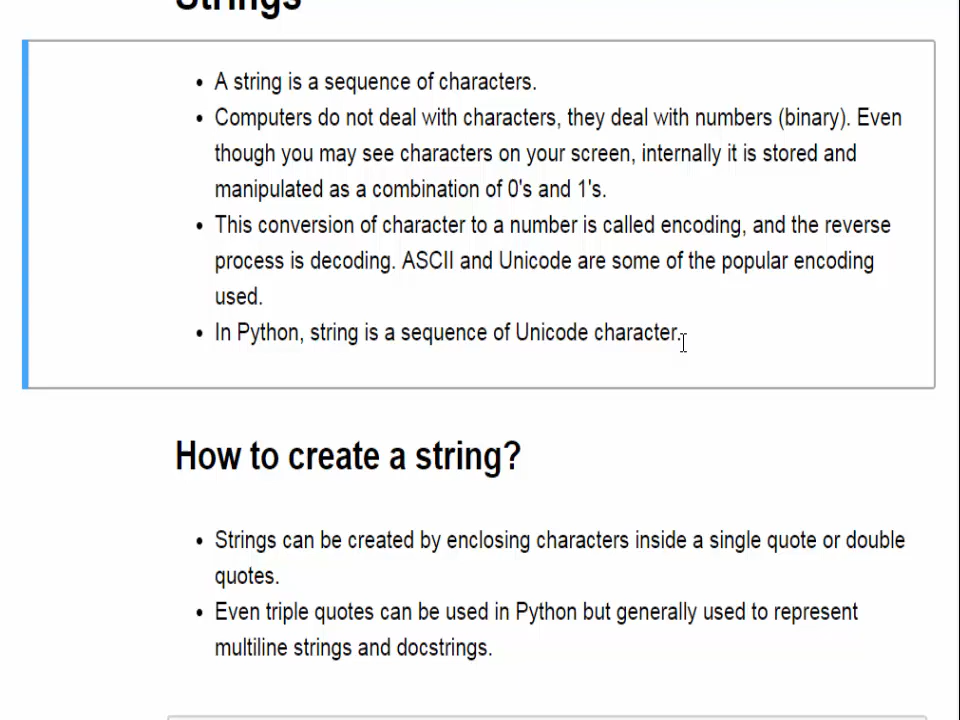 Strings
A string is a sequence of characters.
Computers do not deal with characters, they deal with numbers (binary). Even
though you may see characters on your screen, internally it is stored and
manipulated as a combination of 0's and 1's.
This conversion of character to a number is called encoding, and the reverse
process is decoding. ASCII and Unicode are some of the popular encoding
used.
In Python, string is a sequence of Unicode character.
How to create a string?
Strings can be created by enclosing characters inside a single quote or double
quotes.
Even triple quotes can be used in Python but generally used to represent
multiline strings and docstrings.